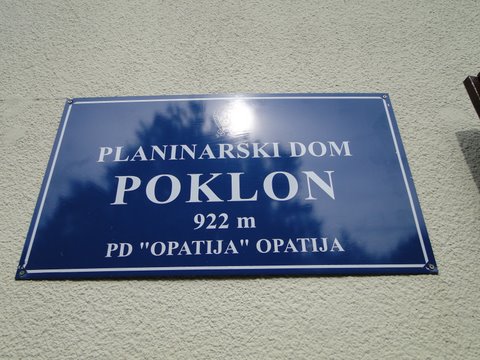 PLANINARSKI DOM
POKLON
922 m
PD "OPATIJA" OPATIJA